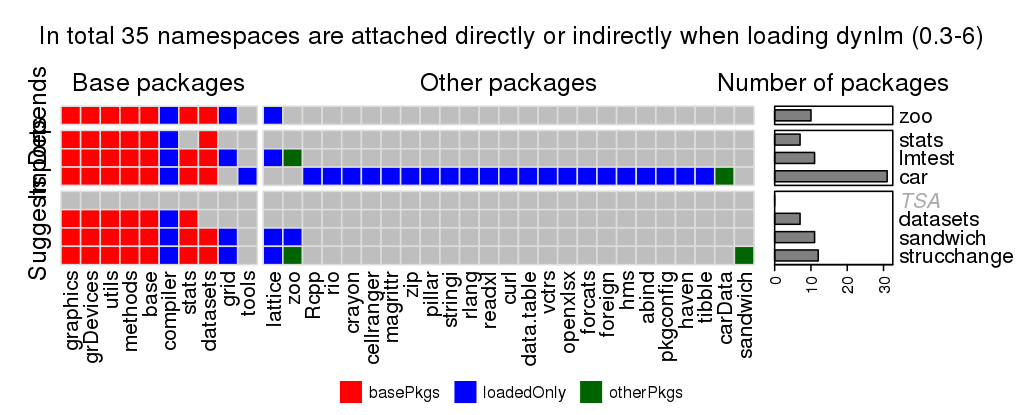 In total 35 namespaces are attached directly or indirectly when loading dynlm (0.3-6)
Base packages
Other packages
Number of packages
Depends
Imports
Suggests
zoo
stats
lmtest
car
TSA
datasets
sandwich
strucchange
graphics
grDevices
utils
methods
base
compiler
stats
datasets
grid
tools
lattice
zoo
Rcpp
rio
crayon
cellranger
magrittr
zip
pillar
stringi
rlang
readxl
curl
data.table
vctrs
openxlsx
forcats
foreign
hms
abind
pkgconfig
haven
tibble
carData
sandwich
0
10
20
30
basePkgs
loadedOnly
otherPkgs